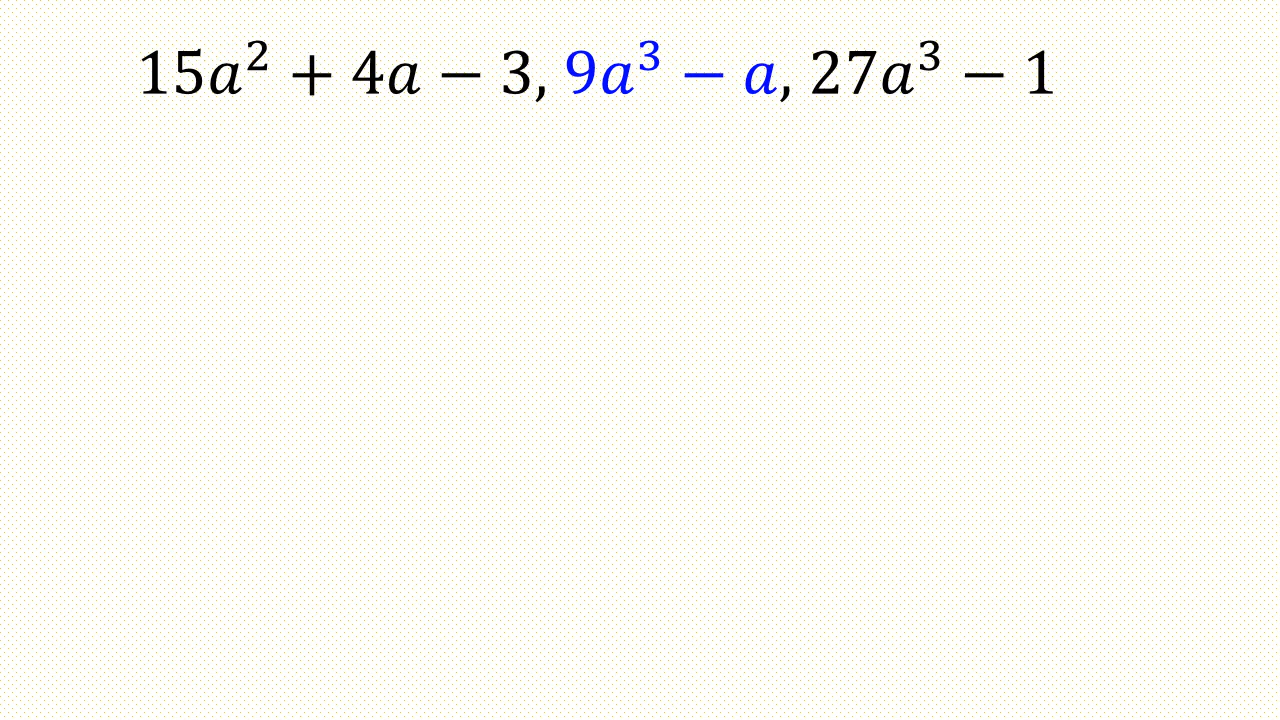 15𝑎² + 4𝑎 − 3, 9𝑎³ − 𝑎, 27𝑎³ − 1